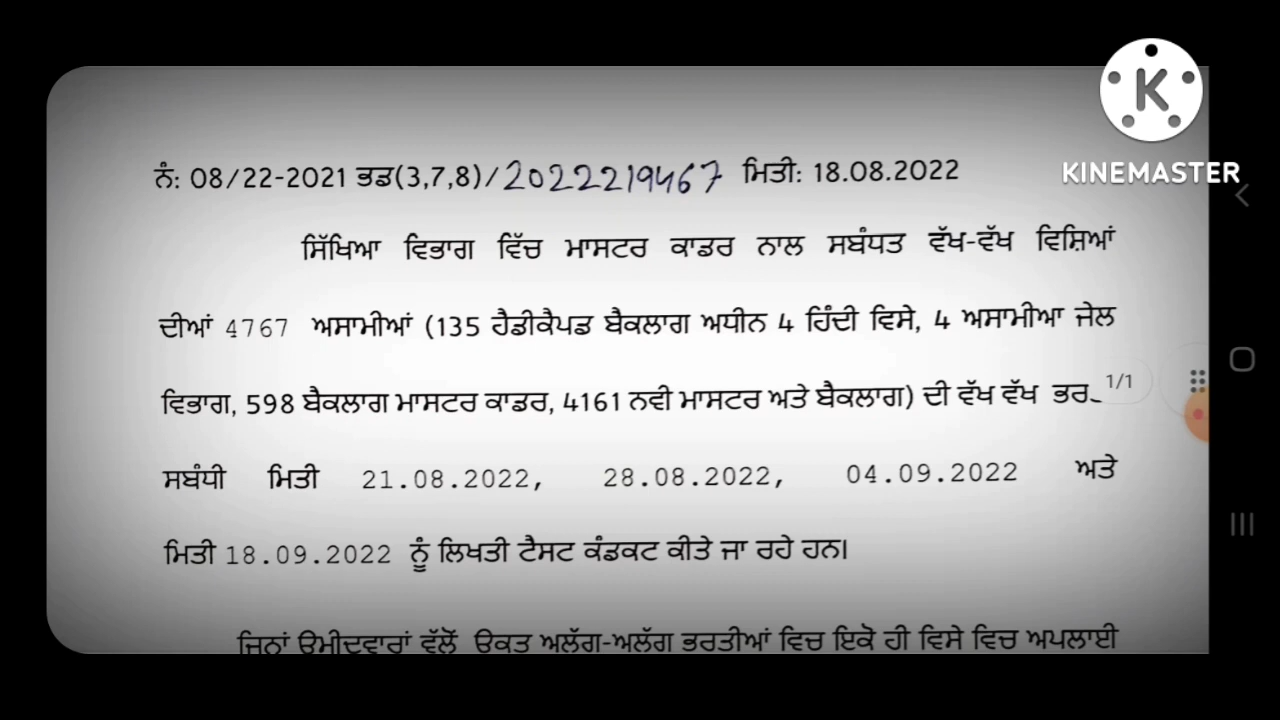 K
KINEMASTER
ਨੰ: 08/22-2021 ਭਡ(3,7,8)/2022219467 ਮਿਤੀ: 18.08.2022
ਸਿੱਖਿਆ ਵਿਭਾਗ ਵਿੱਚ ਮਾਸਟਰ ਕਾਡਰ ਨਾਲ ਸਬੰਧਤ ਵੱਖ-ਵੱਖ ਵਿਸ਼ਿਆਂ
ਦੀਆਂ 4767 ਅਸਾਮੀਆਂ (135 ਹੈਡੀਕੈਪਡ ਬੈਕਲਾਗ ਅਧੀਨ 4 ਹਿੰਦੀ ਵਿਸੇ, 4 ਅਸਾਮੀਆ ਜੇਲ
ਵਿਭਾਗ, 598 ਬੈਕਲਾਗ ਮਾਸਟਰ ਕਾਡਰ, 4161 ਨਵੀ ਮਾਸਟਰ ਅਤੇ ਬੈਕਲਾਗ) ਦੀ ਵੱਖ ਵੱਖ
1/1
ਸਬੰਧੀ ਮਿਤੀ 21.08.2022, 28.08.2022, 04.09.2022 ਅਤੇ
ਮਿਤੀ 18.09.2022 ਨੂੰ ਲਿਖਤੀ ਟੈਸਟ ਕੰਡਕਟ ਕੀਤੇ ਜਾ ਰਹੇ ਹਨ।
ਜਿਨਾਂ ਉਮੀਦਵਾਰਾਂ ਵੱਲੋਂ ਉਕਤ ਅਲੱਗ-ਅਲੱਗ ਭਰਤੀਆਂ ਵਿਚ ਇਕੋ ਹੀ ਵਿਸੇ ਵਿਚ ਅਪਲਾਈ